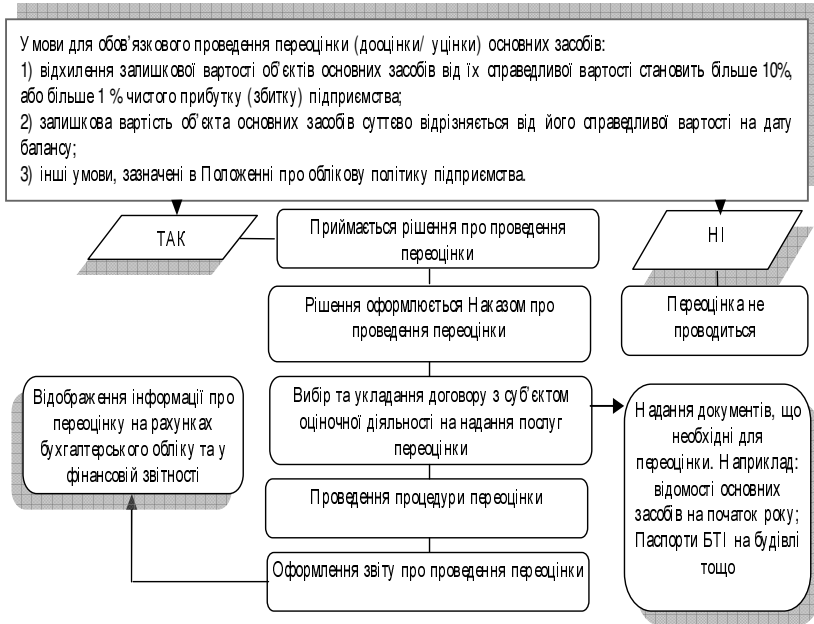 Умови для обов’язкового проведення переоцінки (дооцінки/ уцінки) основних засобів:
1) відхилення залишкової вартості об’єктів основних засобів від їх справедливої вартості становить більше 10%,
або більше 1 % чистого прибутку (збитку) підприємства;
2) залишкова вартість об’єкта основних засобів суттєво відрізняється від його справедливої вартості на дату
балансу;
3) інші умови, зазначені в Положенні про облікову політику підприємства.
ТАК
Приймається рішення про проведення
переоцінки
НІ
Рішення оформлюється Наказом про
проведення переоцінки
Переоцінка не
проводиться
Відображення інформації про
переоцінку на рахунках
бухгалтерського обліку та у
фінансовій звітності
Вибір та укладання договору з суб’єктом
оціночної діяльності на надання послуг
переоцінки
Надання документів, що
необхідні для
переоцінки. Наприклад:
відомості основних
засобів на початок року;
Паспорти БТІ на будівлі
тощо
Проведення процедури переоцінки
Оформлення звіту про проведення переоцінки